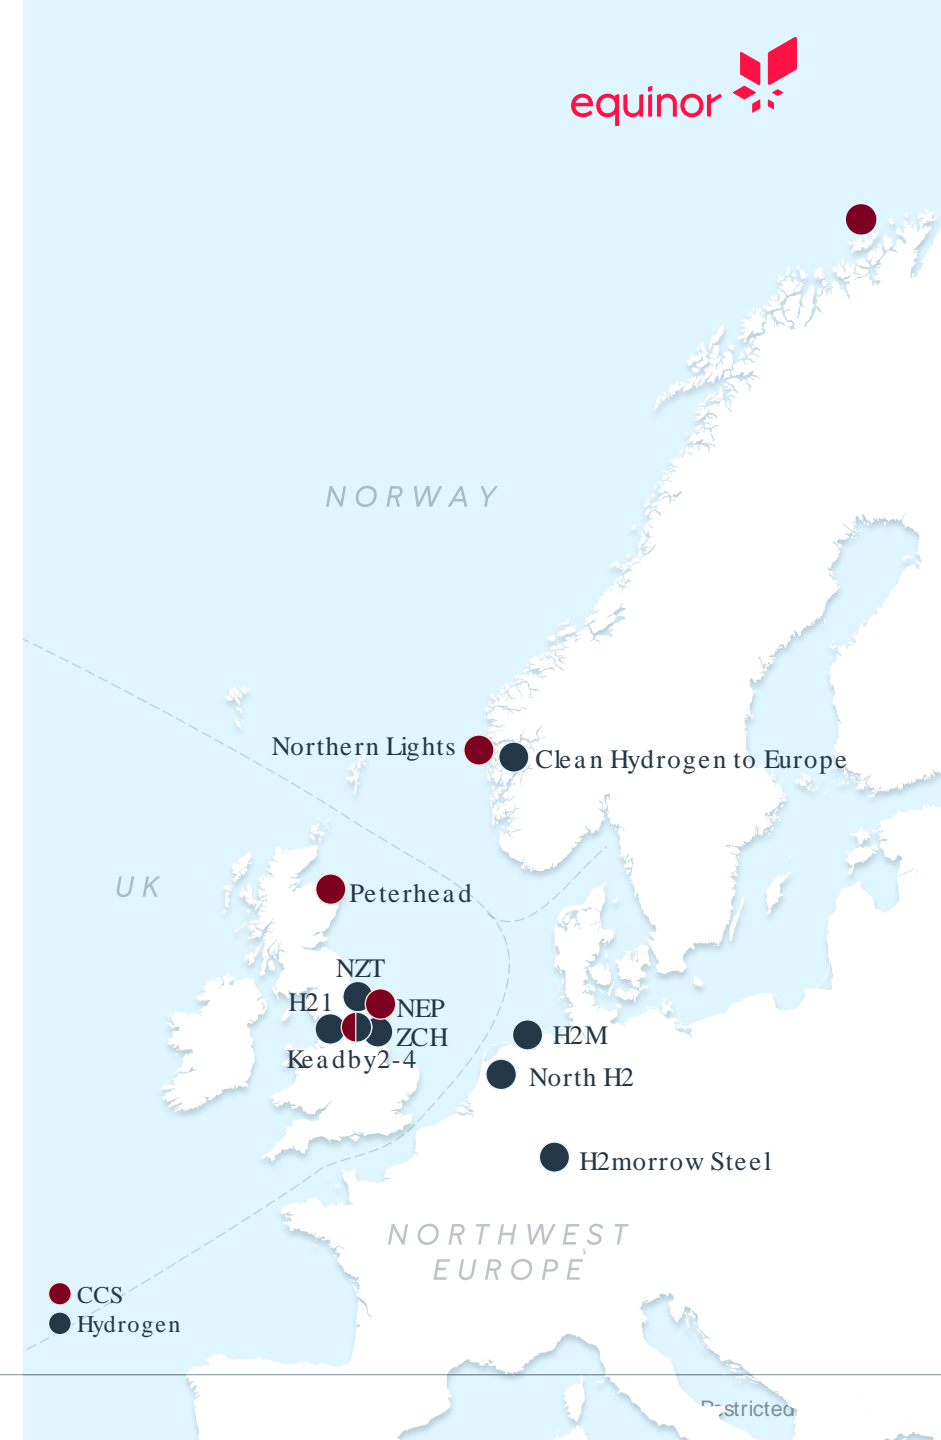 equinor
NORWAY
Northern Lights
Clean Hydrogen to Europe
UK
Peterhead
NZT
H21
NEP
ZCH
Keadby2-4
H2M
North H2
H2morrow Steel
NORTHWEST
EUROPE
CCS
Hydrogen
Restricted